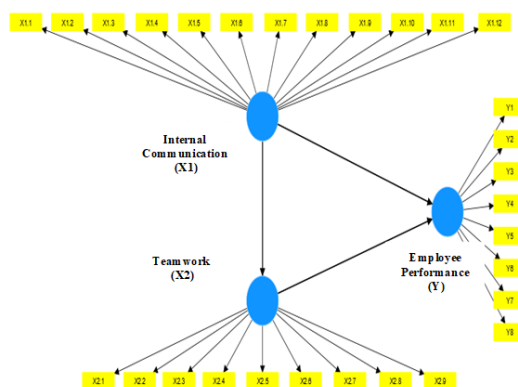 X1.1 X1.2 X1.3 X1.4 X1.5 X1.6 X1.7 X1.8 X1.9 X1.10 X1.11 X1.12
Internal
Communication
(X1)
Y1
Y2
Y3
Y4
Y5
Y6
Y7
Y8
Employee
Performance
(Y)
Teamwork
(X2)
X2.1 X2.2 X2.3 X2.4 X2.5 X2.6 X2.7 X2.8 X2.9